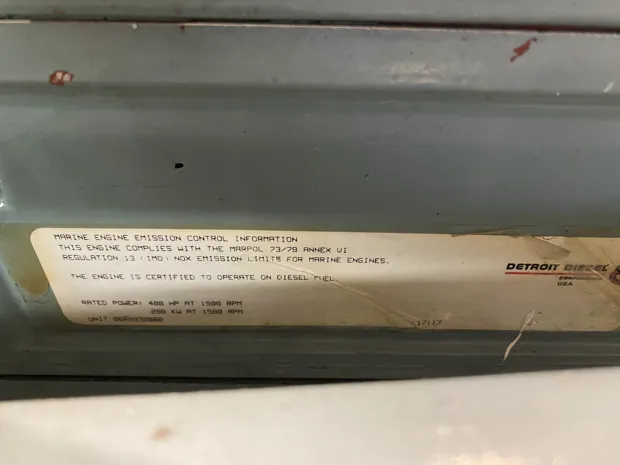 MARINE ENGINE EMISSION CONTROL INFORMATION
THIS ENGINE COMPLIES WITH THE MARPOL 73/78 ANNEX VI
REGULATION 13 (IMO) NOX EMISSION LIMITS FOR MARINE ENGINES.
THE ENGINE IS CERTIFIED TO OPERATE ON DIESEL FUEL.
DETROIT DIESEL
CORPORATION
U.S.A
RATED POWER: 400 HP AT 1500 RPM
298 KW AT 1500 RPM
UNIT